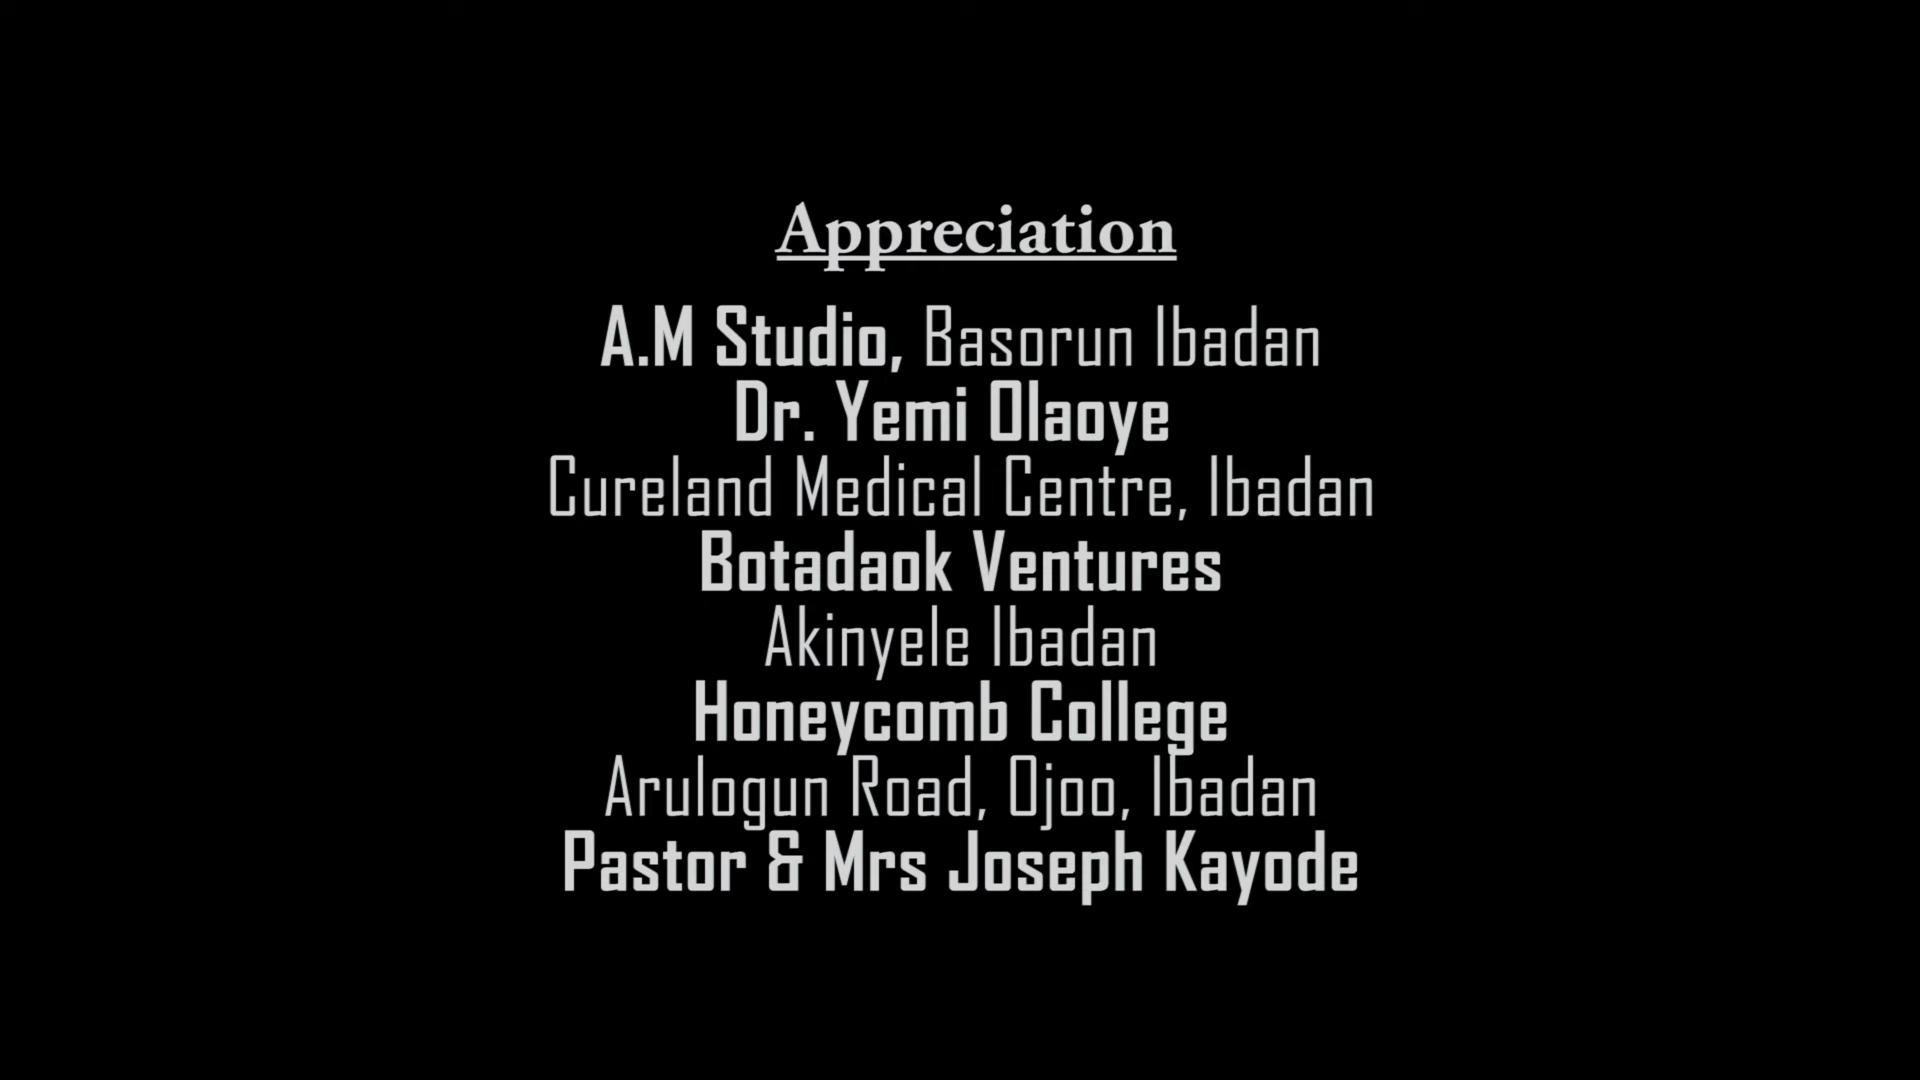 Appreciation
A.M Studio, Basorun Ibadan
Dr. Yemi Olaoye
Cureland Medical Centre, Ibadan
Botadaok Ventures
Akinyele Ibadan
Honeycomb College
Arulogun Road, Ojoo, Ibadan
Pastor & Mrs Joseph Kayode